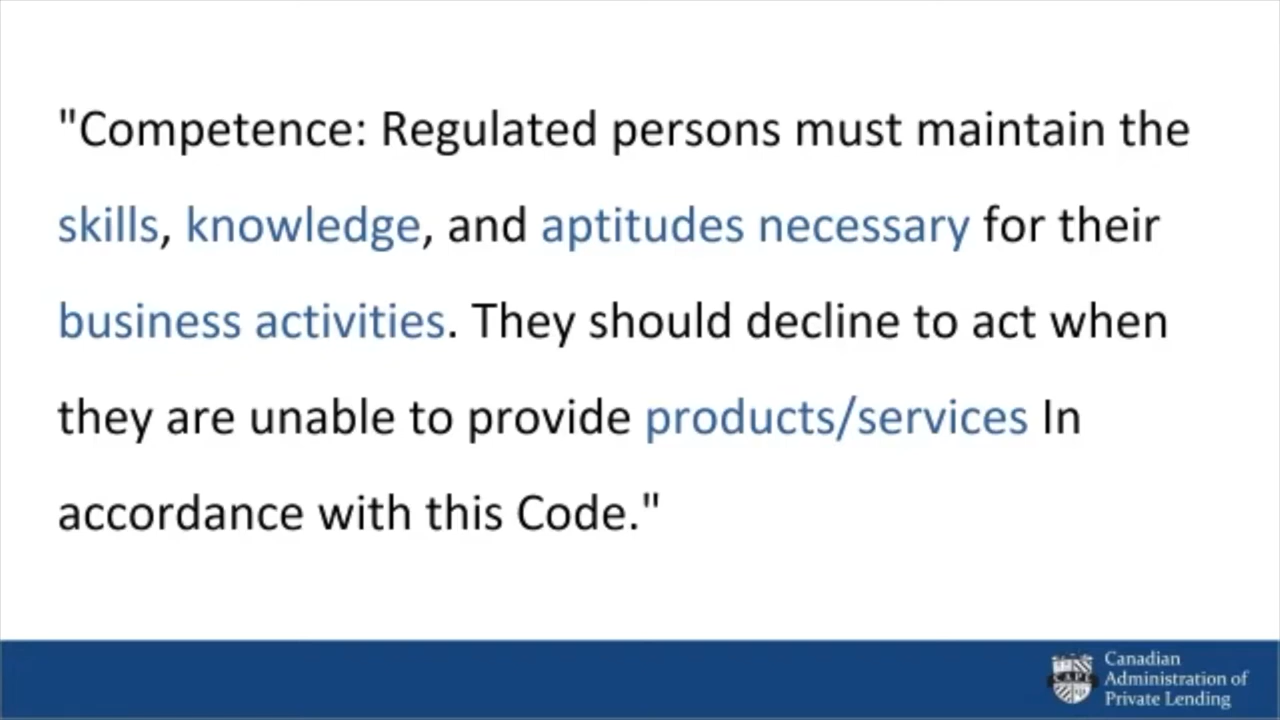 "Competence: Regulated persons must maintain the
skills, knowledge, and aptitudes necessary for their
business activities. They should decline to act when
they are unable to provide products/services In
accordance with this Code."
CAPL
Canadian
Administration of
Private Lending